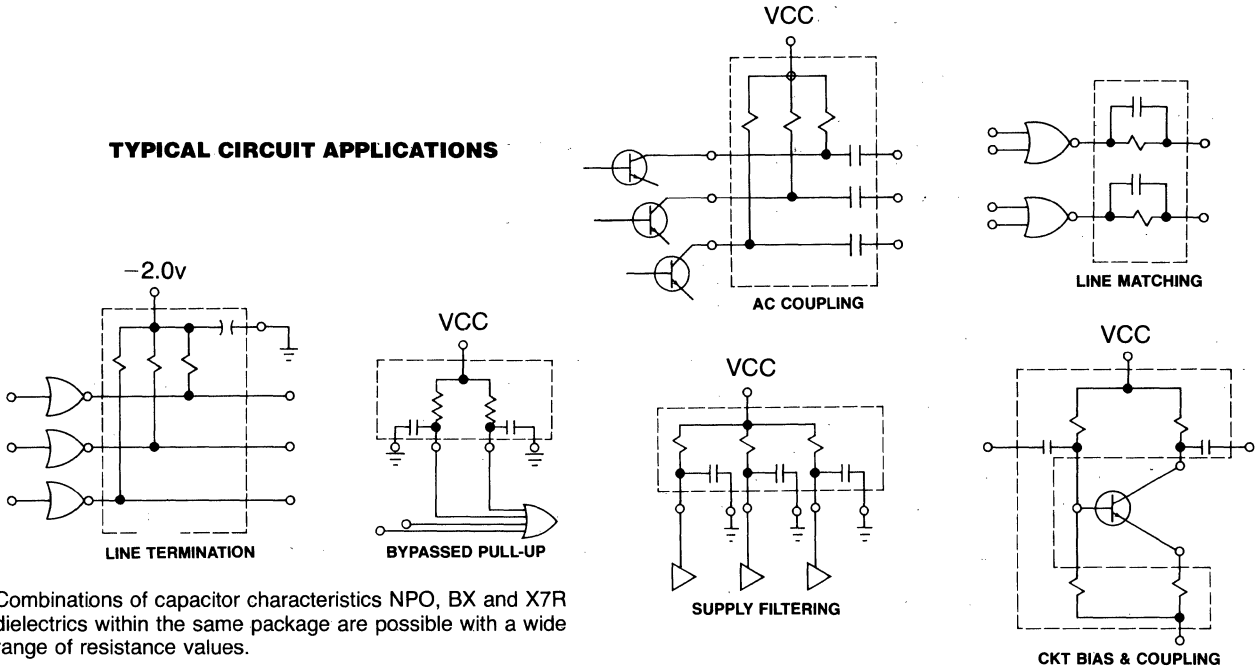 TYPICAL CIRCUIT APPLICATIONS
VCC
AC COUPLING
LINE MATCHING
−2.0v
LINE TERMINATION
VCC
BYPASSED PULL-UP
VCC
SUPPLY FILTERING
VCC
CKT BIAS & COUPLING
Combinations of capacitor characteristics NPO, BX and X7R
dielectrics within the same package are possible with a wide
range of resistance values.